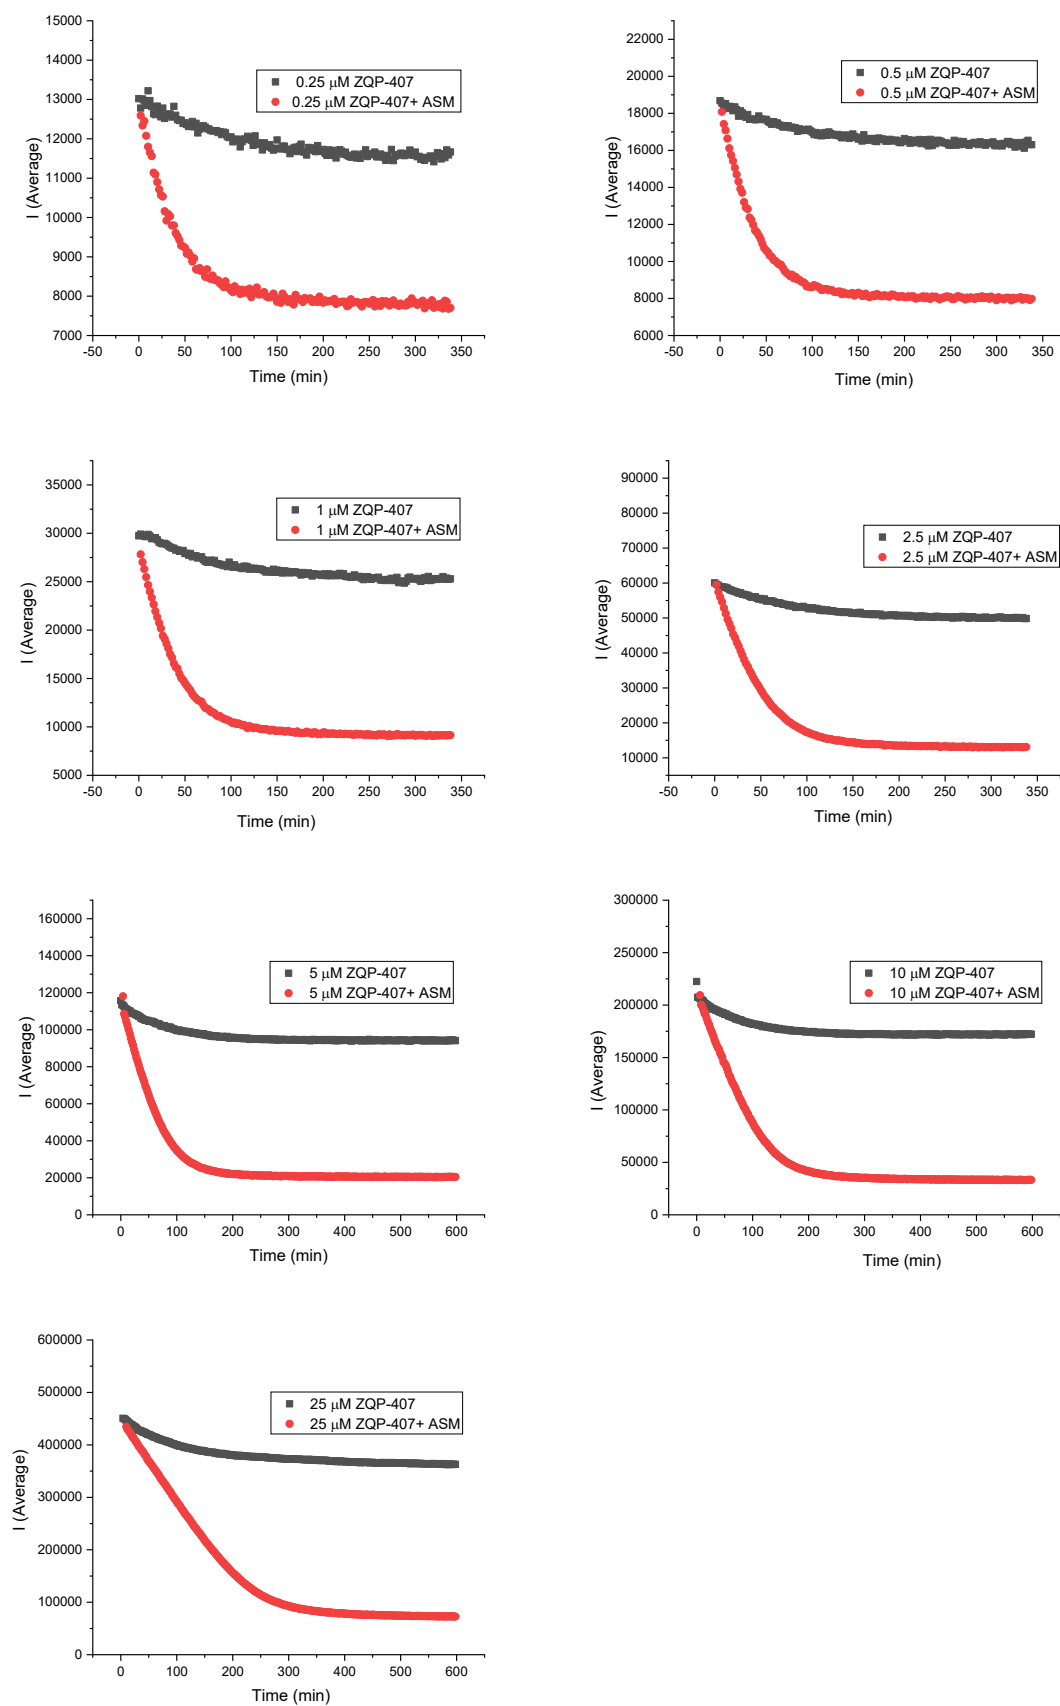 15000
14000
13000
12000
11000
10000
9000
8000
7000
I (Average)
-50 0 50 100 150 200 250 300 350
Time (min)
0.25 μM ZQP-407
0.25 μM ZQP-407+ ASM
22000
20000
18000
16000
14000
12000
10000
8000
6000
I (Average)
-50 0 50 100 150 200 250 300 350
Time (min)
0.5 μM ZQP-407
0.5 μM ZQP-407+ ASM
35000
30000
25000
20000
15000
10000
5000
I (Average)
-50 0 50 100 150 200 250 300 350
Time (min)
1 μM ZQP-407
1 μM ZQP-407+ ASM
90000
80000
70000
60000
50000
40000
30000
20000
10000
I (Average)
-50 0 50 100 150 200 250 300 350
Time (min)
2.5 μM ZQP-407
2.5 μM ZQP-407+ ASM
160000
140000
120000
100000
80000
60000
40000
20000
0
I (Average)
0 100 200 300 400 500 600
Time (min)
5 μM ZQP-407
5 μM ZQP-407+ ASM
300000
250000
200000
150000
100000
50000
0
I (Average)
0 100 200 300 400 500 600
Time (min)
10 μM ZQP-407
10 μM ZQP-407+ ASM
600000
500000
400000
300000
200000
100000
0
I (Average)
0 100 200 300 400 500 600
Time (min)
25 μM ZQP-407
25 μM ZQP-407+ ASM